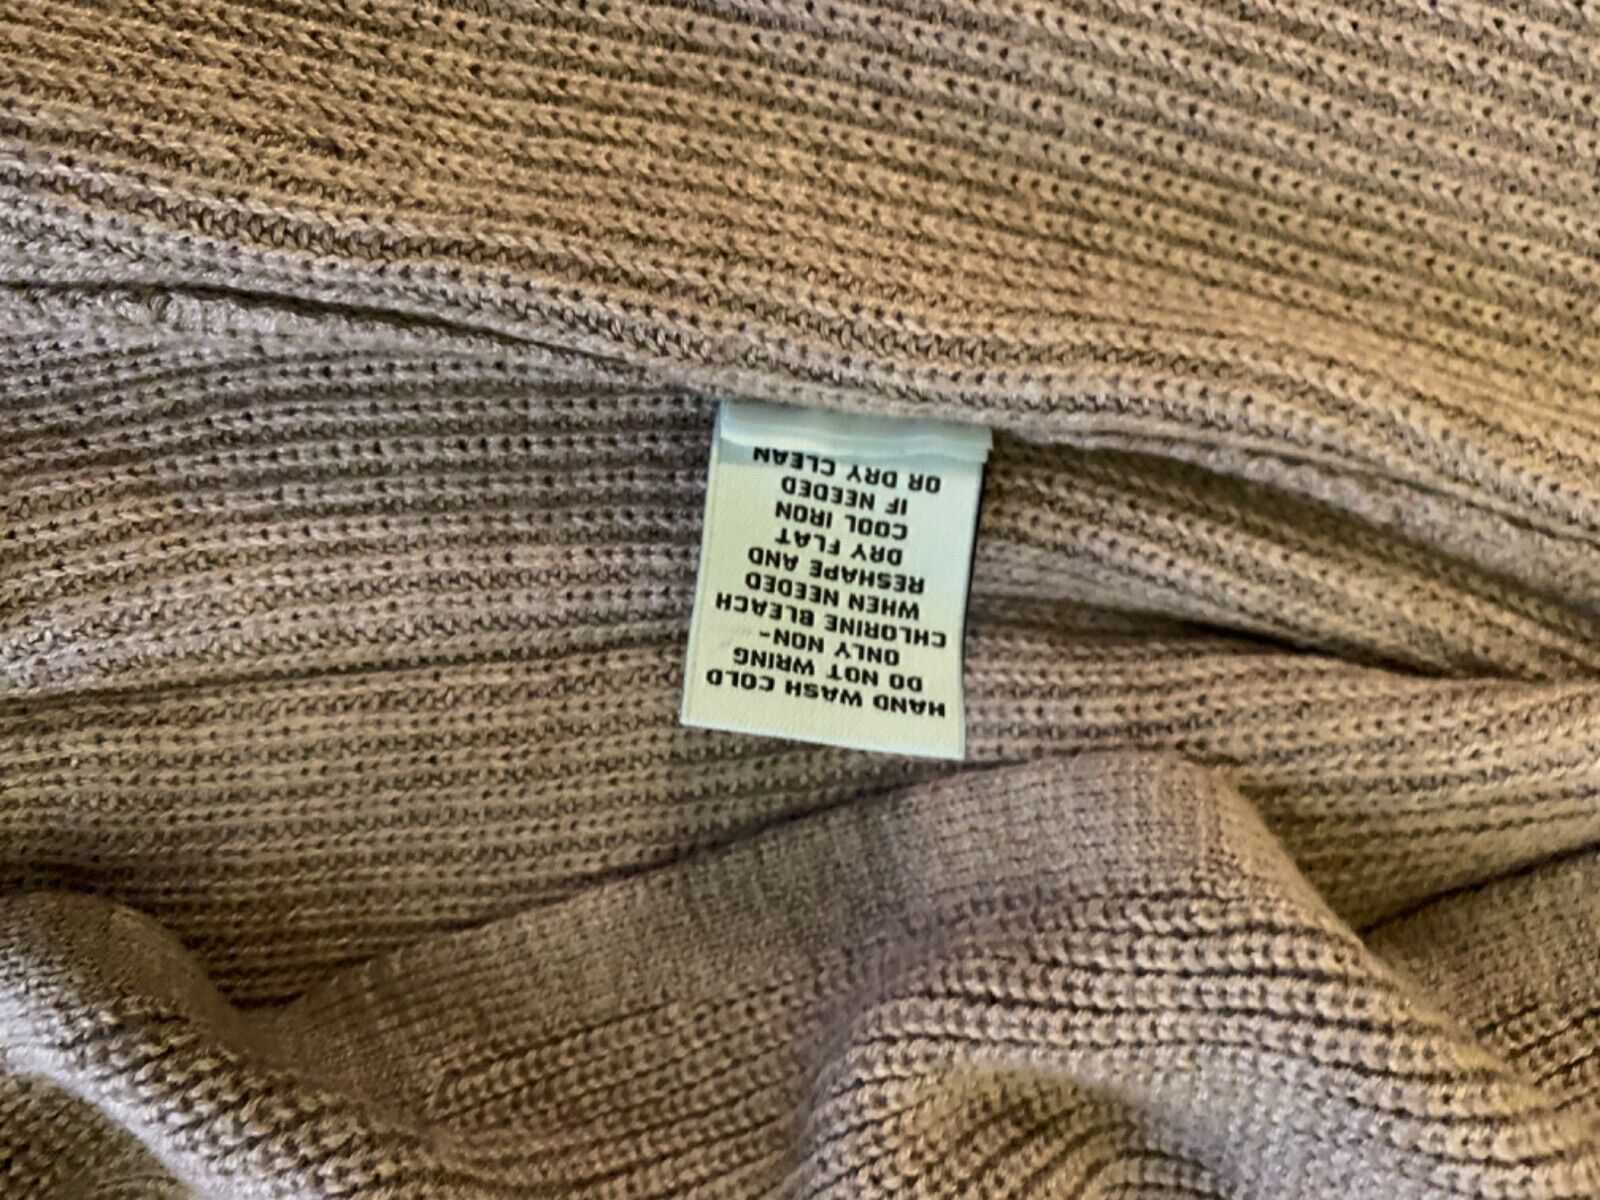 HAND WASH COLD
DO NOT WRING
ONLY NON-
CHLORINE BLEACH
WHEN NEEDED
RESHAPE AND
DRY FLAT
COOL IRON
IF NEEDED
OR DRY CLEAN